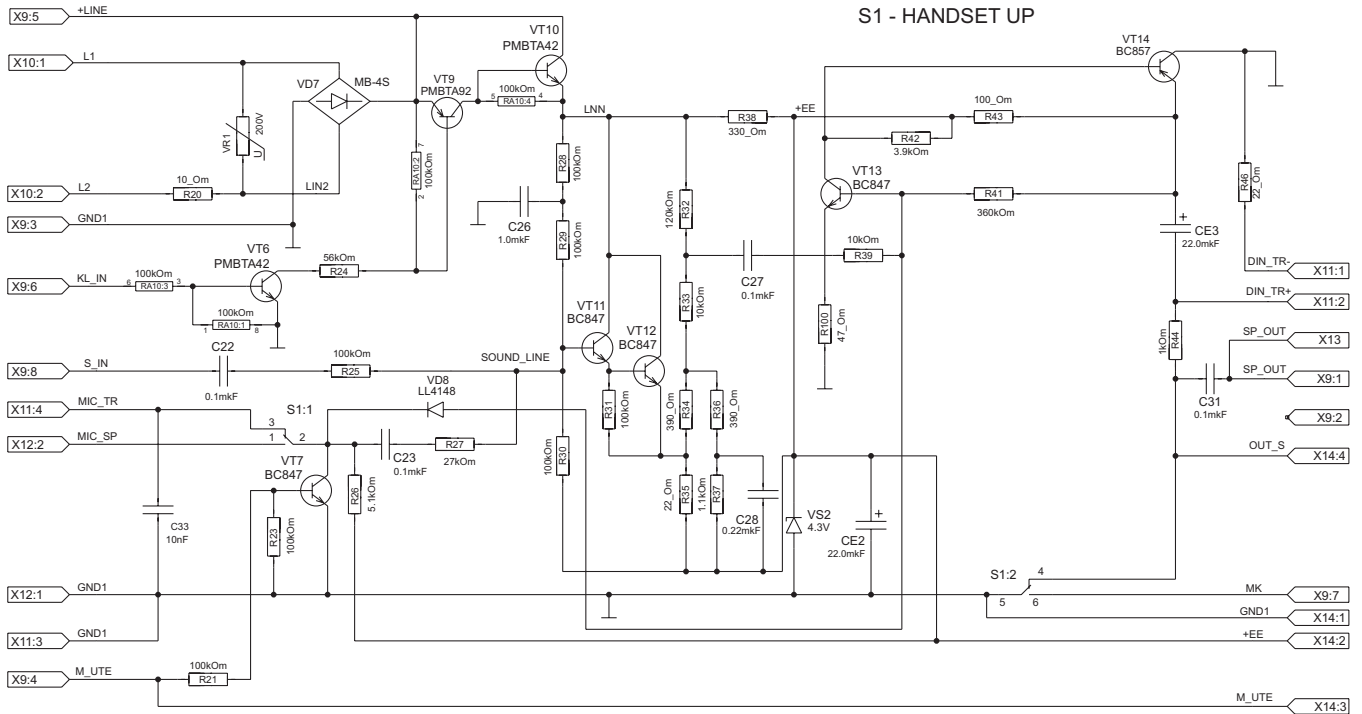 S1 - HANDSET UP
X9:5 +LINE
VT10
PMBTA42
VT14
BC857
X10:1 L1
VD7 MB-4S
VT9
PMBTA92
100kOm
5 RA10:4 4
VR1 200V
U
RA10:2 100kOm
7
2
LNN
R38
330_Om
+EE
100_Om
R43
R42
3.9kOm
R28 100kOm
X10:2 L2
10_Om
R20
LIN2
X9:3 GND1
C26
1.0mkF
R29 100kOm
R32 120kOm
VT13
BC847
R41
360kOm
R46 22_Om
CE3
+
22.0mkF
VT6
PMBTA42
56kOm
R24
10kOm
R39
C27
0.1mkF
DIN_TR- X11:1
X9:6 KL_IN
100kOm
6 RA10:3 3
100kOm
1 RA10:1 8
R33 10kOm
DIN_TR+ X11:2
VT11
BC847
VT12
BC847
R100 47_Om
R44 1kOm
SP_OUT X13
X9:8 S_IN
C22
0.1mkF
100kOm
R25
SOUND_LINE
SP_OUT X9:1
C31
0.1mkF
VD8
LL4148
X11:4 MIC_TR
S1:1
3
1 2
R31 100kOm
R34 390_Om
R36 390_Om
X9:2
X12:2 MIC_SP
C23
0.1mkF
R27
27kOm
R30 100kOm
OUT_S X14:4
VT7
BC847
R26 5.1kOm
R35 22_Om
R37 1.1kOm
C28
0.22mkF
VS2
4.3V
CE2
+
22.0mkF
C33
10nF
R23 100kOm
S1:2
4
5 6
X12:1 GND1
MK X9:7
GND1 X14:1
X11:3 GND1
+EE X14:2
X9:4 M_UTE
100kOm
R21
M_UTE X14:3